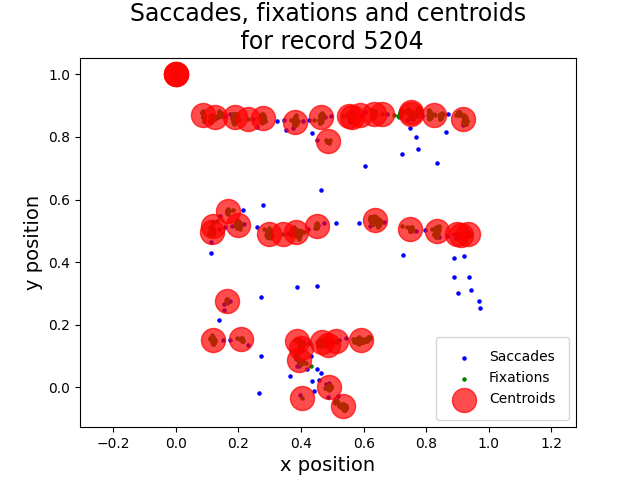 Saccades, fixations and centroids
for record 5204
1.0
0.8
0.6
0.4
0.2
0.0
y position
−0.2
0.0
0.2
0.4
0.6
0.8
1.0
1.2
x position
Saccades
Fixations
Centroids